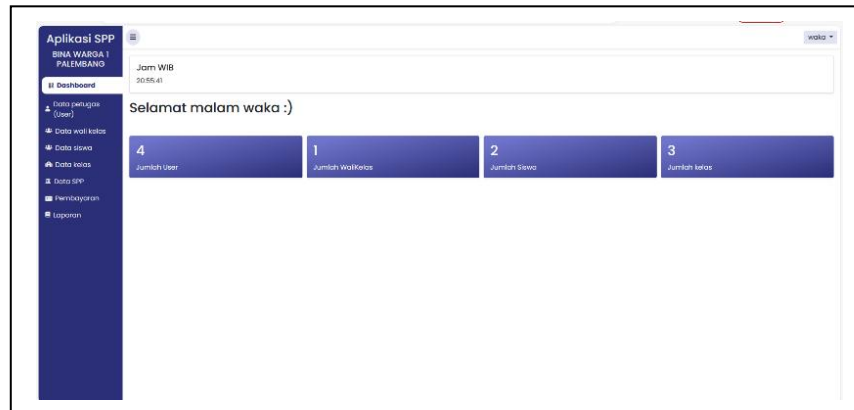 Aplikasi SPP
BINA WARGA 1
PALEMBANG
Dashboard
Data petugas
(User)
Data wali kelas
Data siswa
Data kelas
Data SPP
Pembayaran
Laporan
waka
Jam WIB
20:55:41
Selamat malam waka :)
4
Jumlah User
1
Jumlah WaliKelas
2
Jumlah Siswa
3
Jumlah kelas